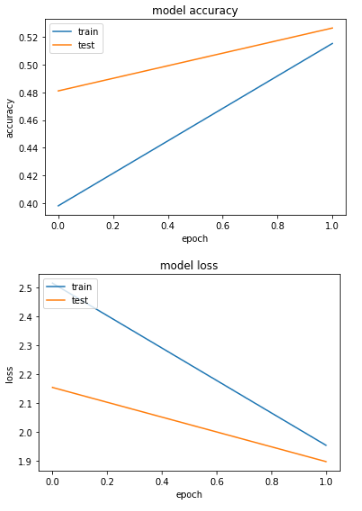 model accuracy
train
test
0.52
0.50
0.48
0.46
0.44
0.42
0.40
accuracy
0.0 0.2 0.4 0.6 0.8 1.0
epoch
model loss
train
test
2.5
2.4
2.3
2.2
2.1
2.0
1.9
loss
0.0 0.2 0.4 0.6 0.8 1.0
epoch